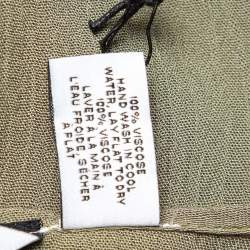 100% VISCOSE
HAND WASH IN COOL
WATER, LAY FLAT TO DRY
100% VISCOSE
LAVER À LA MAIN À
L'EAU FROIDE, SÉCHER
À PLAT